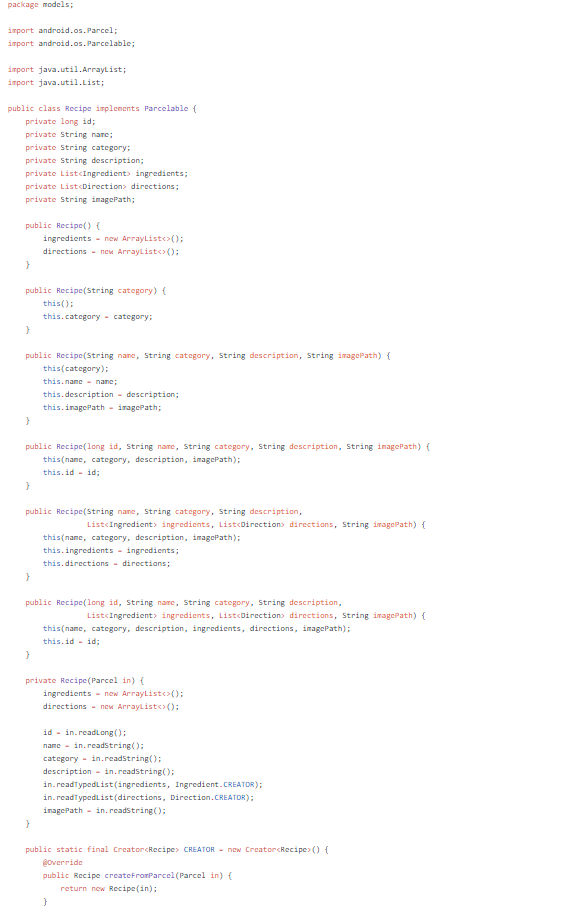 package models;
import android.os.Parcel;
import android.os.Parcelable;
import java.util.ArrayList;
import java.util.List;
public class Recipe implements Parcelable {
private long id;
private String name;
private String category;
private String description;
private List<Ingredient> ingredients;
private List<Direction> directions;
private String imagePath;
public Recipe() {
ingredients = new ArrayList<>();
directions = new ArrayList<>();
}
public Recipe(String category) {
this();
this.category = category;
}
public Recipe(String name, String category, String description, String imagePath) {
this(category);
this.name = name;
this.description = description;
this.imagePath = imagePath;
}
public Recipe(long id, String name, String category, String description, String imagePath) {
this(name, category, description, imagePath);
this.id = id;
}
public Recipe(String name, String category, String description,
List<Ingredient> ingredients, List<Direction> directions, String imagePath) {
this(name, category, description, imagePath);
this.ingredients = ingredients;
this.directions = directions;
}
public Recipe(long id, String name, String category, String description,
List<Ingredient> ingredients, List<Direction> directions, String imagePath) {
this(name, category, description, ingredients, directions, imagePath);
this.id = id;
}
private Recipe(Parcel in) {
ingredients = new ArrayList<>();
directions = new ArrayList<>();
id = in.readLong();
name = in.readString();
category = in.readString();
description = in.readString();
in.readTypedList(ingredients, Ingredient.CREATOR);
in.readTypedList(directions, Direction.CREATOR);
imagePath = in.readString();
}
public static final Creator<Recipe> CREATOR = new Creator<Recipe>() {
@Override
public Recipe createFromParcel(Parcel in) {
return new Recipe(in);
}